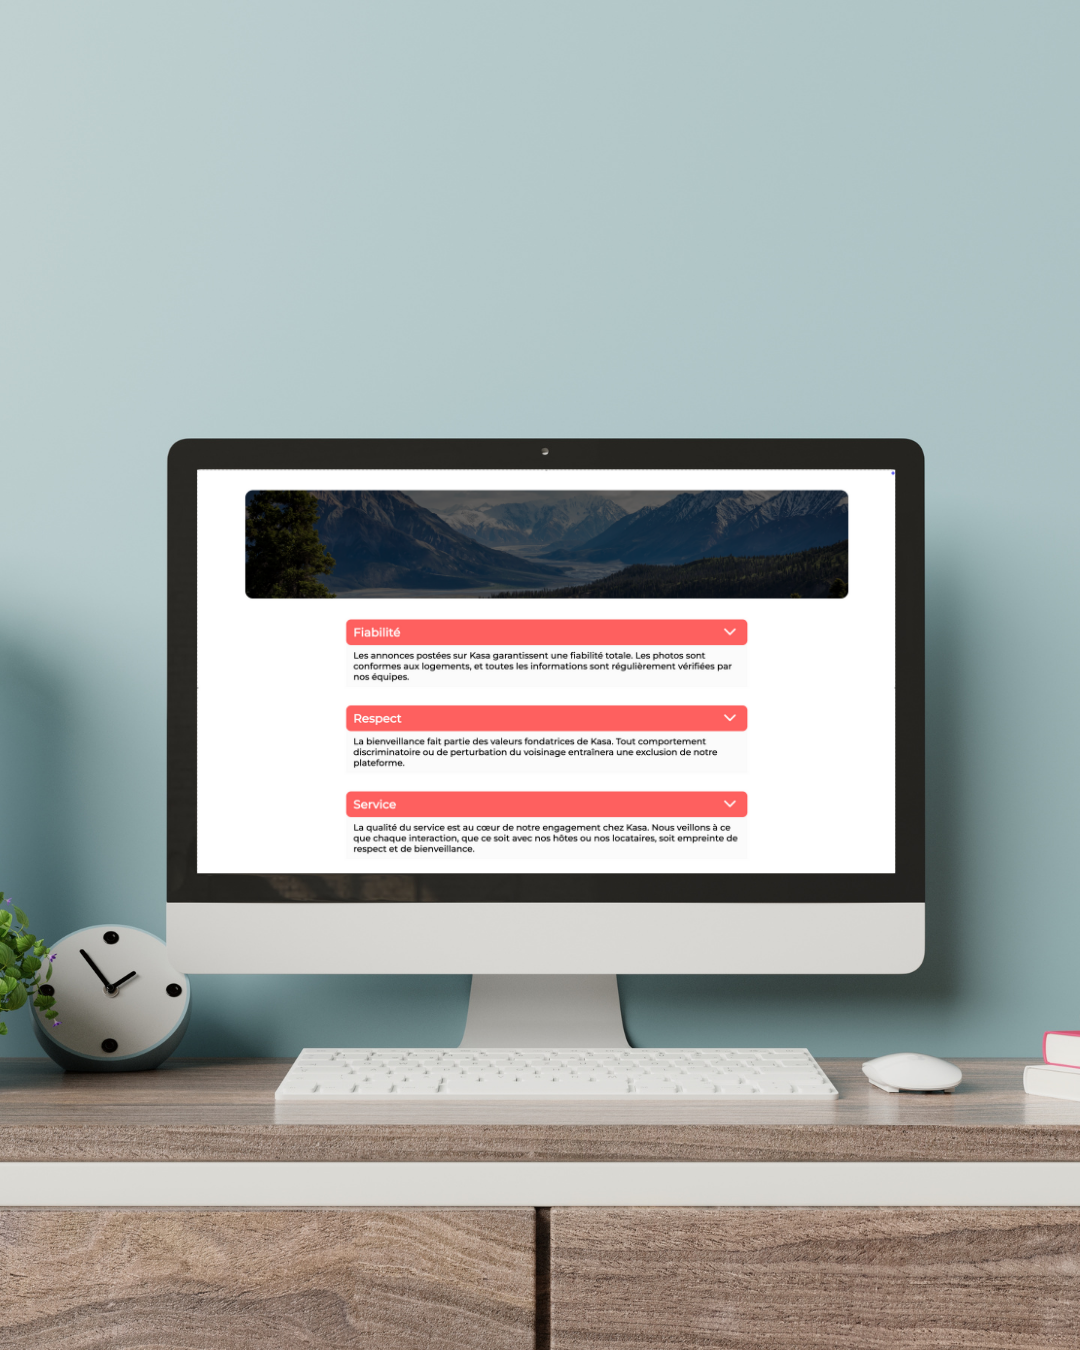 Fiabilité
Les annonces postées sur Kasa garantissent une fiabilité totale. Les photos sont
conformes aux logements, et toutes les informations sont régulièrement vérifiées par
nos équipes.
Respect
La bienveillance fait partie des valeurs fondatrices de Kasa. Tout comportement
discriminatoire ou de perturbation du voisinage entraînera une exclusion de notre
plateforme.
Service
La qualité du service est au cœur de notre engagement chez Kasa. Nous veillons à ce
que chaque interaction, que ce soit avec nos hôtes ou nos locataires, soit empreinte de
respect et de bienveillance.